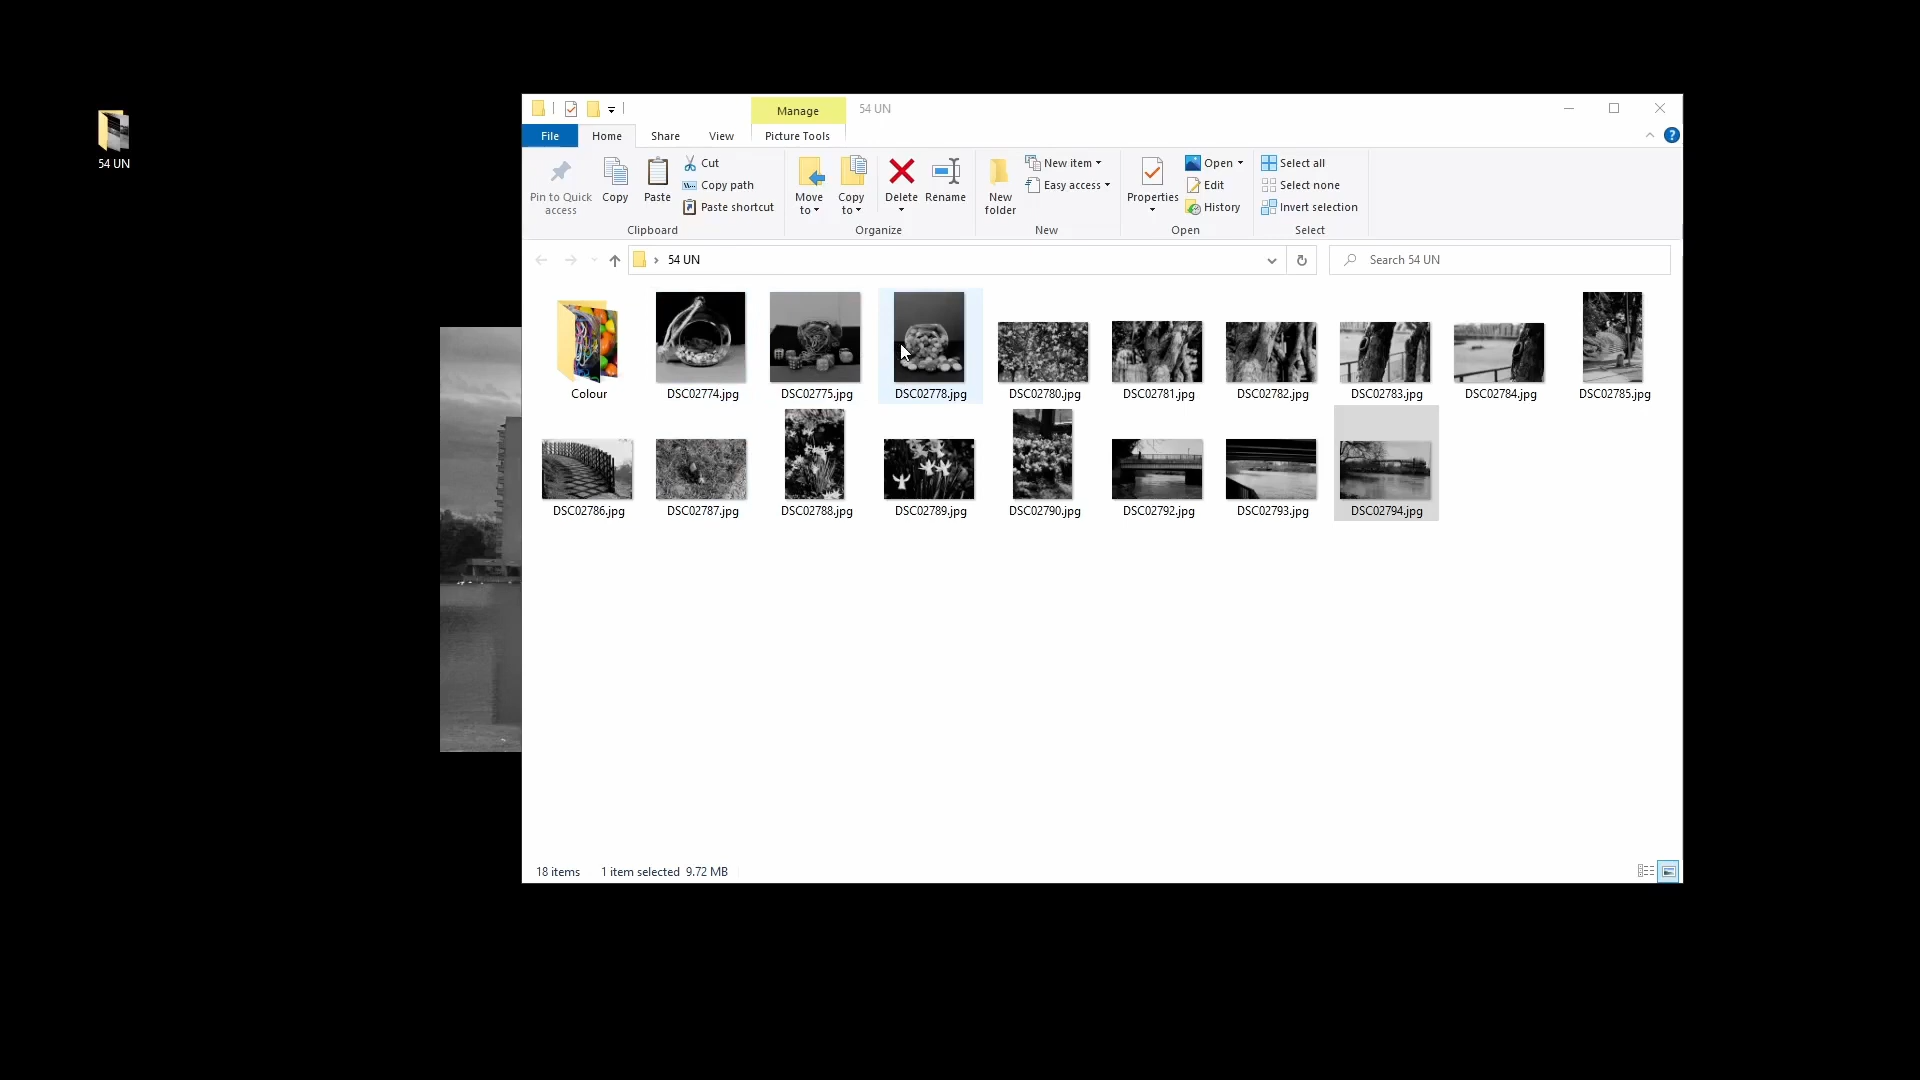 54 UN
Manage
54 UN
File
Home
Share
View
Picture Tools
Pin to Quick access
Copy
Paste
Cut
Copy path
Paste shortcut
Clipboard
Move to
Copy to
Delete
Rename
Organize
New folder
New item
Easy access
New
Properties
Open
Edit
History
Open
Select all
Select none
Invert selection
Select
54 UN
Search 54 UN
Colour
DSC02774.jpg
DSC02775.jpg
DSC02778.jpg
DSC02780.jpg
DSC02781.jpg
DSC02782.jpg
DSC02783.jpg
DSC02784.jpg
DSC02785.jpg
DSC02786.jpg
DSC02787.jpg
DSC02788.jpg
DSC02789.jpg
DSC02790.jpg
DSC02792.jpg
DSC02793.jpg
DSC02794.jpg
18 items
1 item selected 9.72 MB